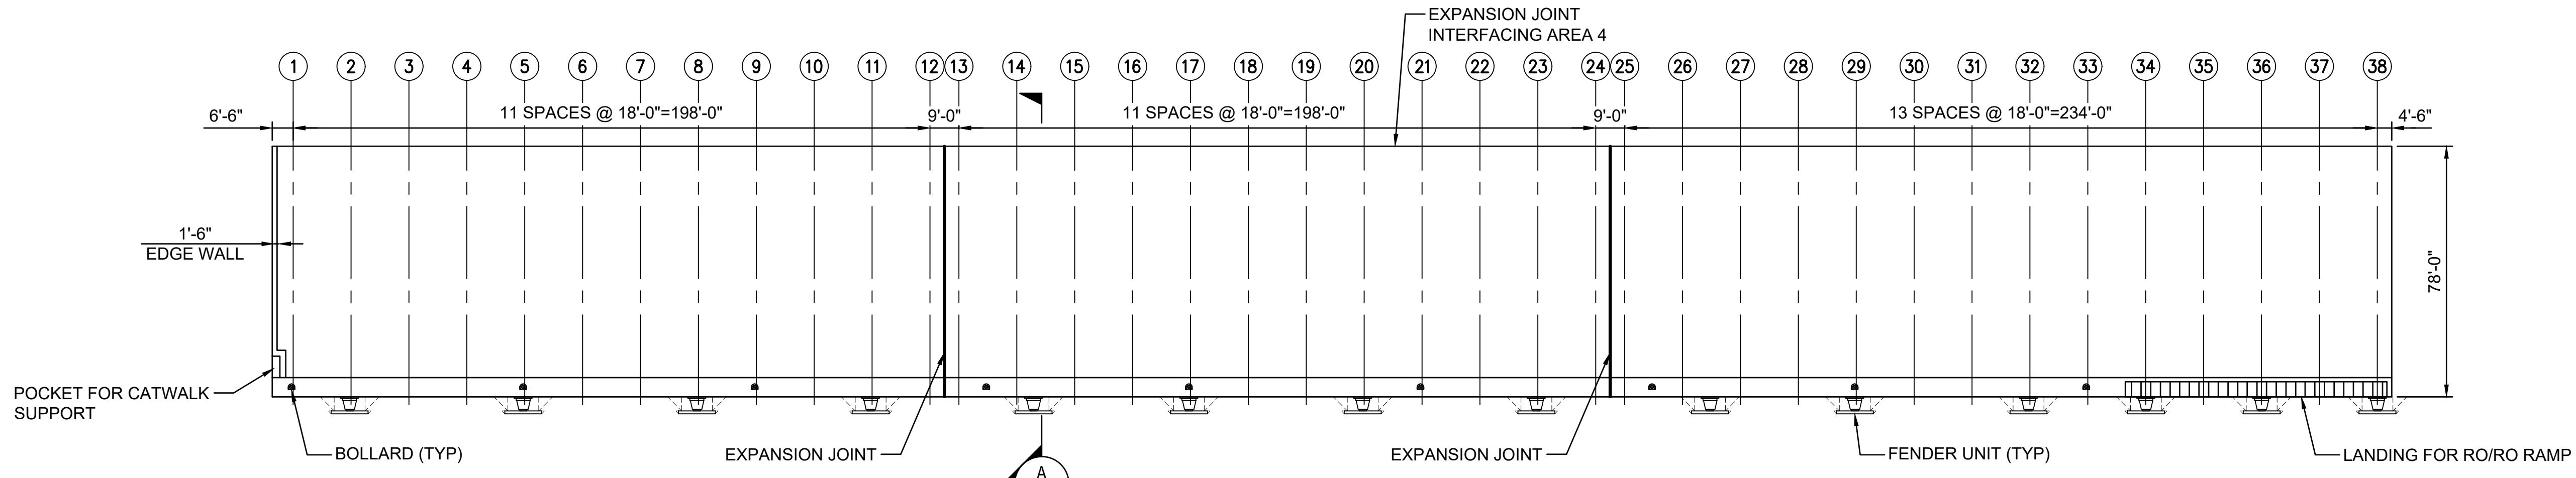 EXPANSION JOINT
INTERFACING AREA 4
1 2 3 4 5 6 7 8 9 10 11 12 13 14 15 16 17 18 19 20 21 22 23 24 25 26 27 28 29 30 31 32 33 34 35 36 37 38
6'-6" 11 SPACES @ 18'-0"=198'-0" 9'-0" 11 SPACES @ 18'-0"=198'-0" 9'-0" 13 SPACES @ 18'-0"=234'-0" 4'-6"
1'-6"
EDGE WALL
78'-0"
POCKET FOR CATWALK
SUPPORT
BOLLARD (TYP)
EXPANSION JOINT
EXPANSION JOINT
FENDER UNIT (TYP)
LANDING FOR RO/RO RAMP
A